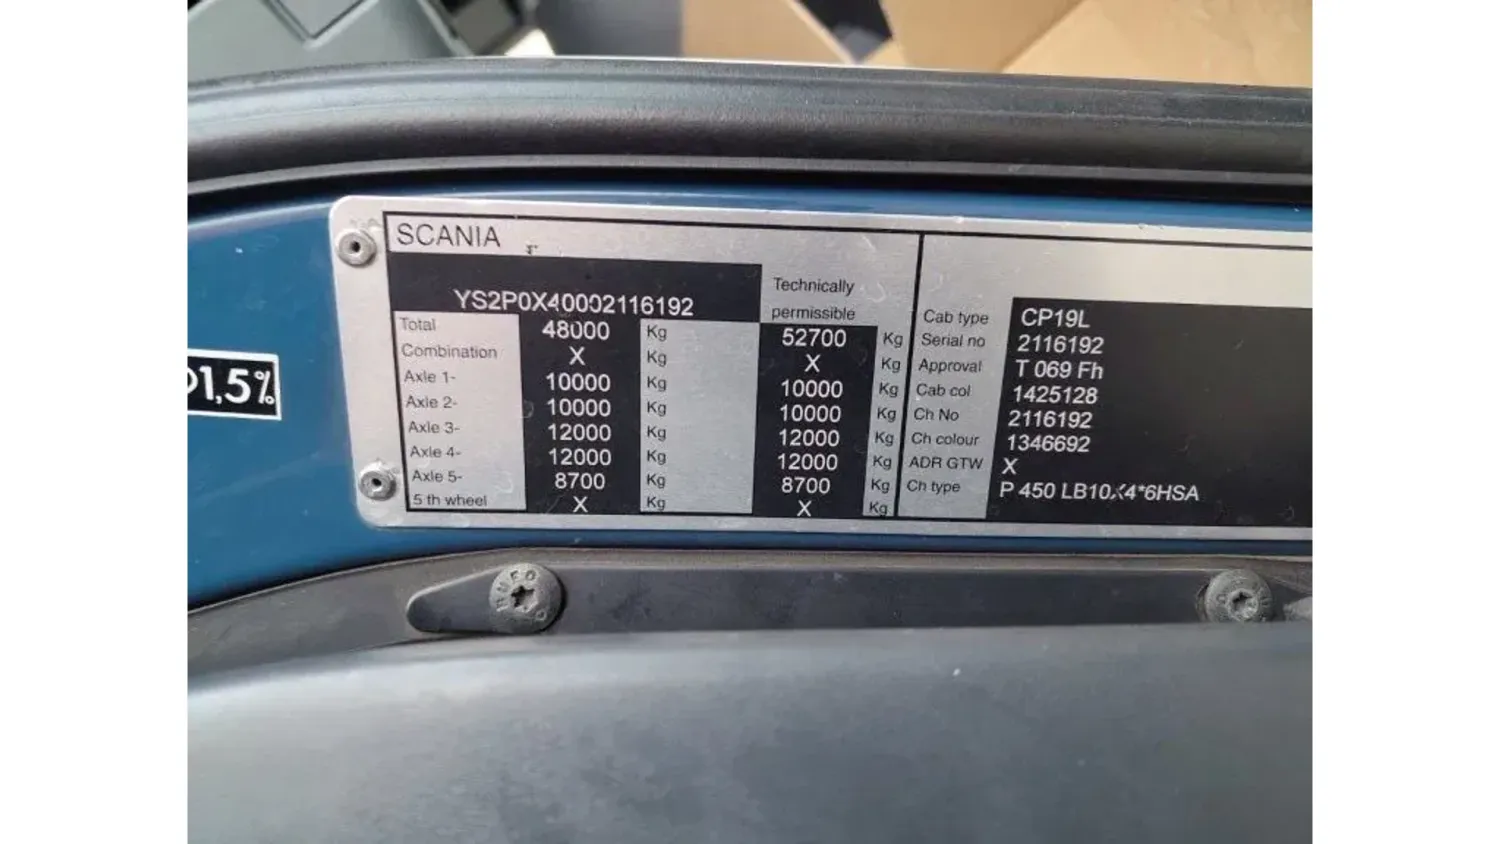 SCANIA
YS2P0X40002116192
Technically
permissible
Total 48000 Kg 52700 Kg
Combination X Kg X Kg
Axle 1- 10000 Kg 10000 Kg
Axle 2- 10000 Kg 10000 Kg
Axle 3- 12000 Kg 12000 Kg
Axle 4- 12000 Kg 12000 Kg
Axle 5- 8700 Kg 8700 Kg
5 th wheel X Kg X Kg
Cab type CP19L
Serial no 2116192
Approval T 069 Fh
Cab col 1425128
Ch No 2116192
Ch colour 1346692
ADR GTW X
Ch type P 450 LB10X4*6HSA
1,5%